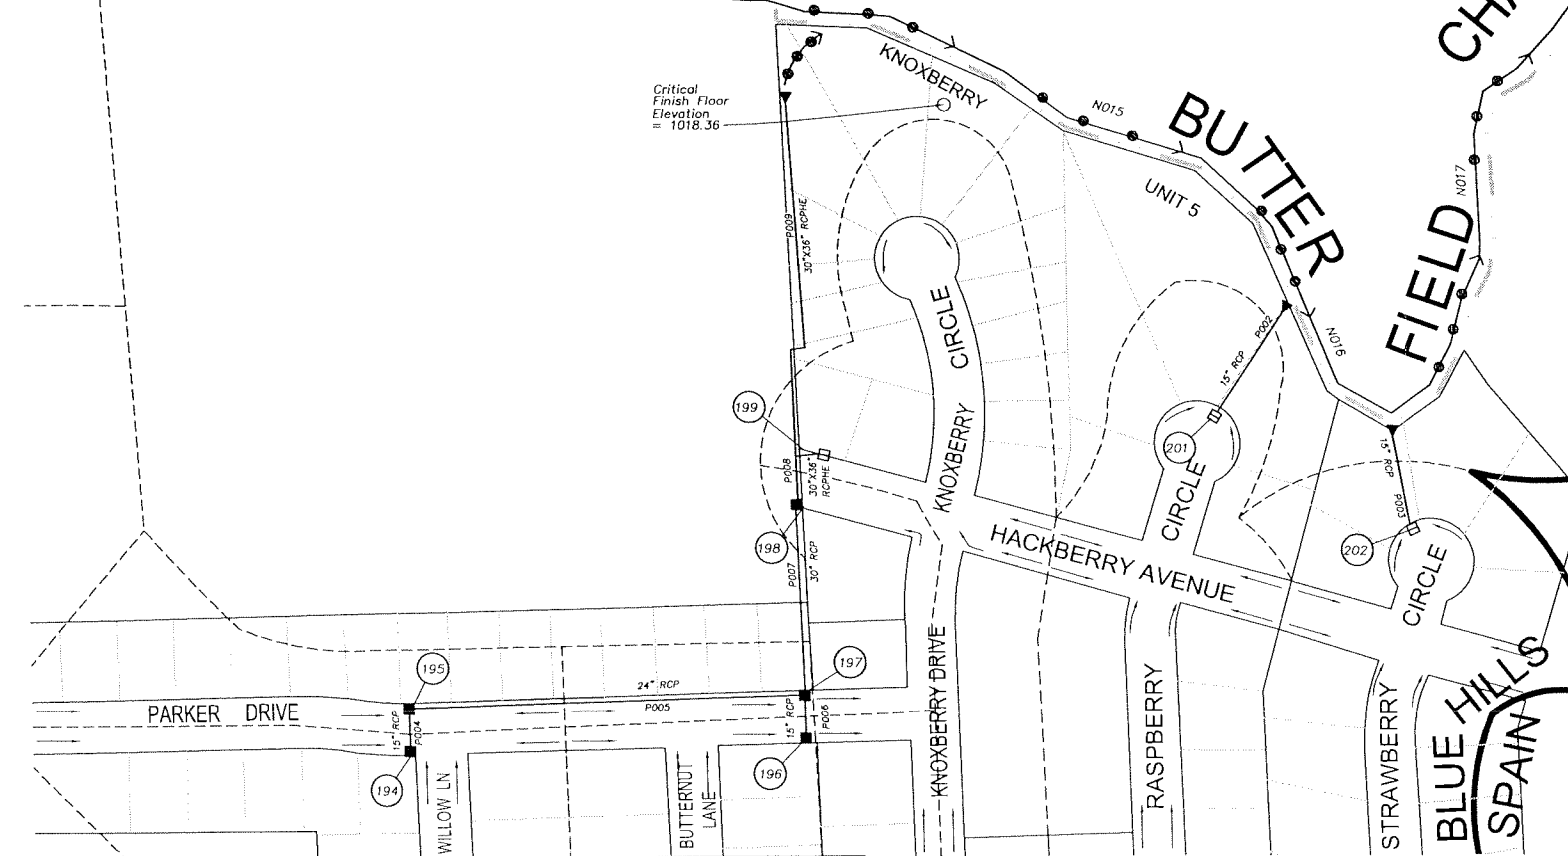 CHA
KNOXBERRY
Critical
Finish Floor
Elevation
= 1018.36
N015
BUTTER
UNIT 5
N017
FIELD
P009
30"X36" RCPHE
CIRCLE
KNOXBERRY
P002
15" RCP
N016
199
201
CIRCLE
15" RCP
P003
202
CIRCLE
P008
30"X36"
RCPHE
198
HACKBERRY AVENUE
P007
30" RCP
KNOXBERRY DRIVE
195
197
24" RCP
P005
PARKER DRIVE
15" RCP
P004
15" RCP
P006
194
196
WILLOW LN
BUTTERNUT
LANE
RASPBERRY
STRAWBERRY
BLUE HILLS
SPAIN